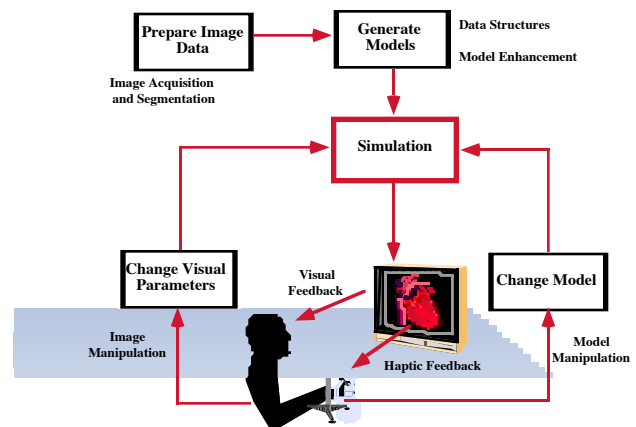 Prepare Image
Data
Generate
Models
Data Structures
Model Enhancement
Image Acquisition
and Segmentation
Simulation
Change Visual
Parameters
Visual
Feedback
Change Model
Image
Manipulation
Model
Manipulation
Haptic Feedback